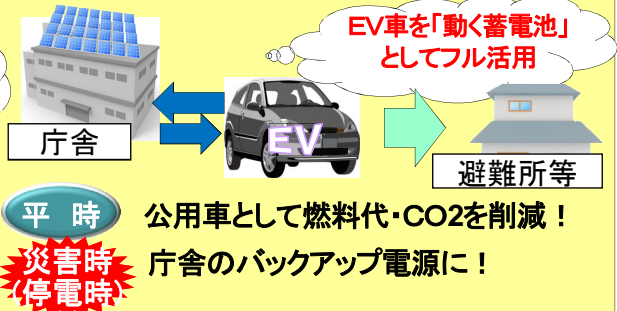 EV車を「動く蓄電池」
としてフル活用
庁舎
EV
避難所等
平 時
公用車として燃料代・CO2を削減!
災害時
(停電時)
庁舎のバックアップ電源に!